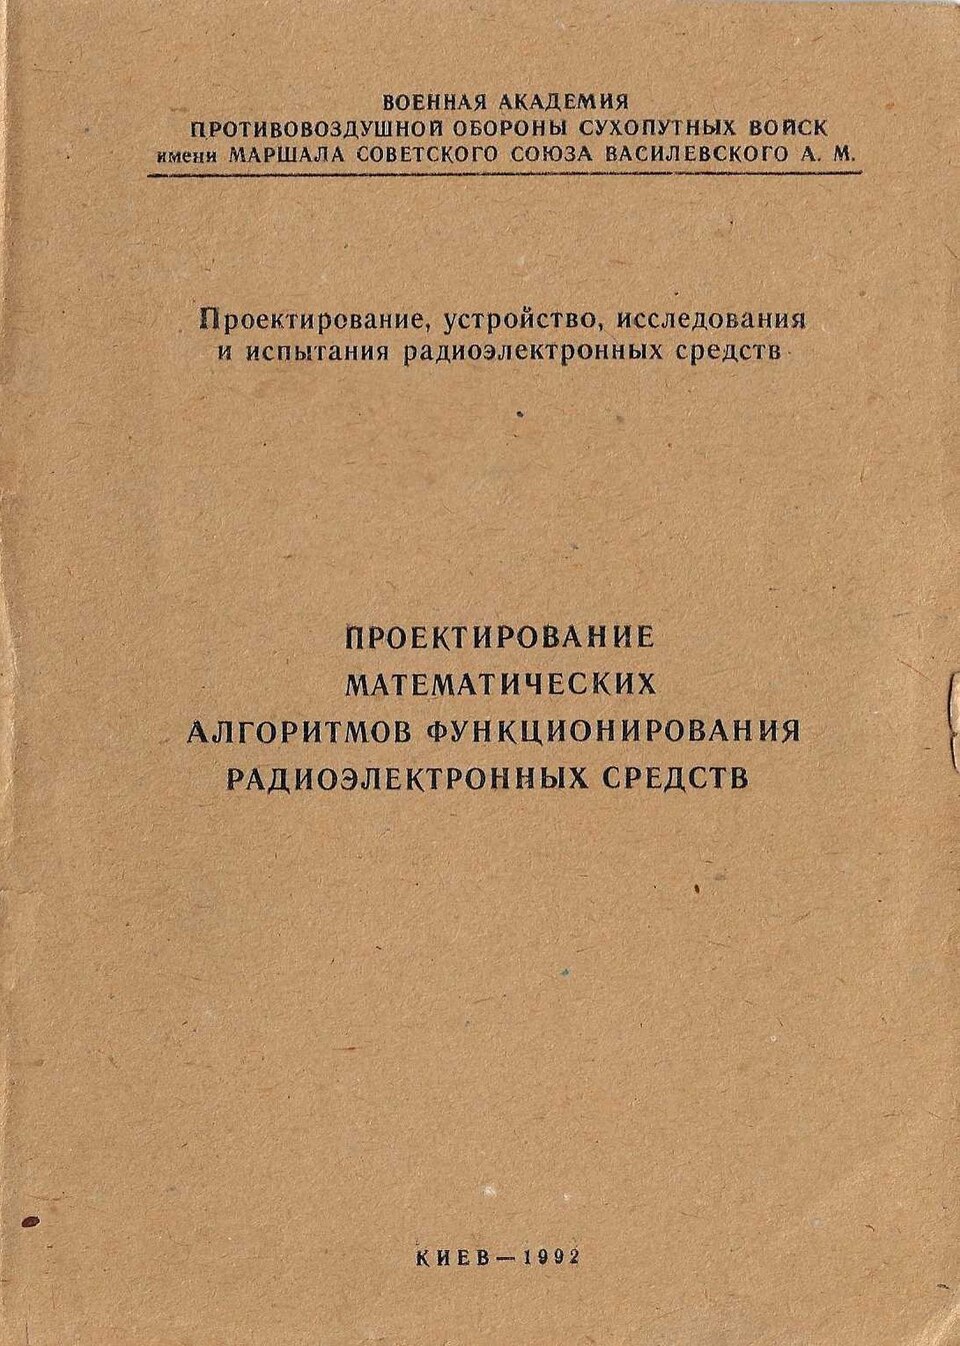 ВОЕННАЯ АКАДЕМИЯ
ПРОТИВОВОЗДУШНОЙ ОБОРОНЫ СУХОПУТНЫХ ВОЙСК
имени МАРШАЛА СОВЕТСКОГО СОЮЗА ВАСИЛЕВСКОГО А. М.
Проектирование, устройство, исследования
и испытания радиоэлектронных средств
ПРОЕКТИРОВАНИЕ
МАТЕМАТИЧЕСКИХ
АЛГОРИТМОВ ФУНКЦИОНИРОВАНИЯ
РАДИОЭЛЕКТРОННЫХ СРЕДСТВ
КИЕВ—1992